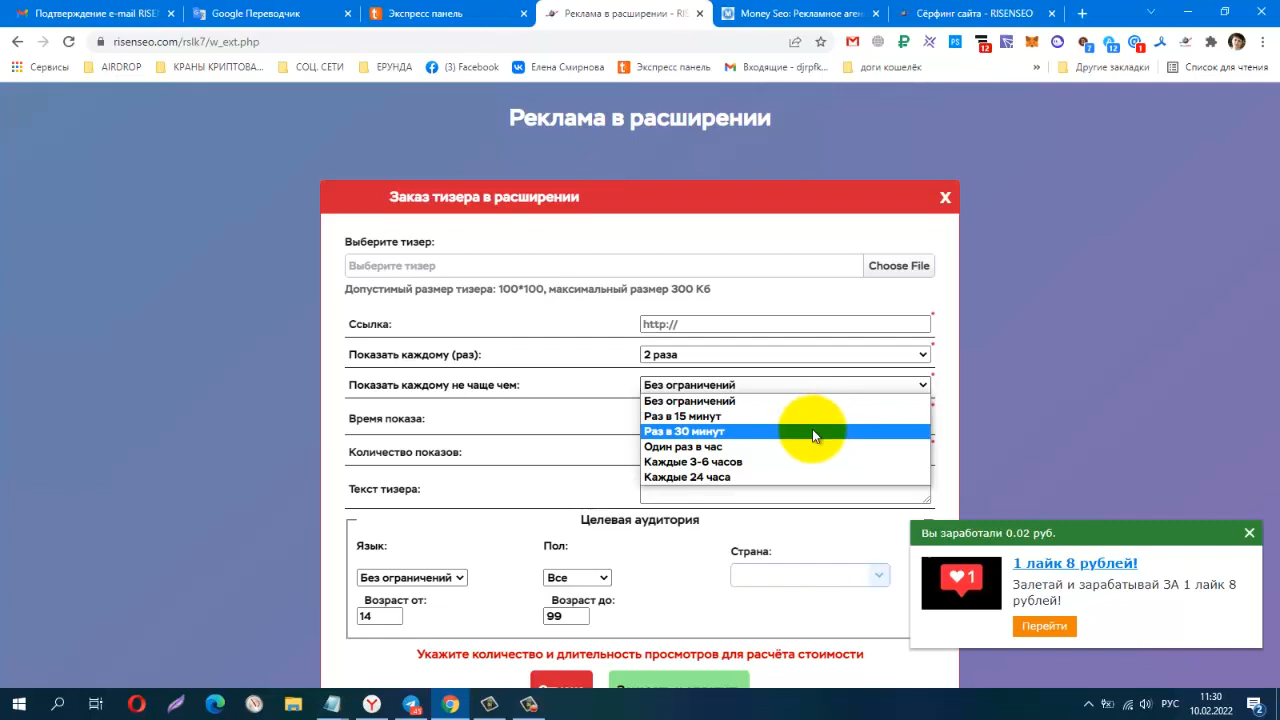 Подтверждение e-mail RISEN
Google Переводчик
Экспресс панель
Реклама в расширении - RISE
Money Seo: Рекламное аген
Сёрфинг сайта - RISENSEO
risenseo.com/rslk7/w_ext.php
12
7
12
1
Сервисы
AIRDROP
КРАНЫ КРИПТОВА...
СОЦ. СЕТИ
ЕРУНДА
(3) Facebook
Елена Смирнова
Экспресс панель
Входящие - djrpfk...
доги кошелёк
»
Другие закладки
Список для чтения
Реклама в расширении
Заказ тизера в расширении
X
Выберите тизер:
Выберите тизер
Choose File
Допустимый размер тизера: 100*100, максимальный размер 300 Кб
Ссылка:
http://
*
Показать каждому (раз):
2 раза
*
Показать каждому не чаще чем:
Без ограничений
*
Без ограничений
Раз в 15 минут
Раз в 30 минут
Один раз в час
Каждые 3-6 часов
Каждые 24 часа
Время показа:
Количество показов:
Текст тизера:
Целевая аудитория
Язык:
Без ограничений
Пол:
Все
Страна:
Возраст от:
14
Возраст до:
99
Укажите количество и длительность просмотров для расчёта стоимости
Вы заработали 0.02 руб.
1
1 лайк 8 рублей!
Залетай и зарабатывай ЗА 1 лайк 8
рублей!
Перейти
РУС
11:30
10.02.2022
2